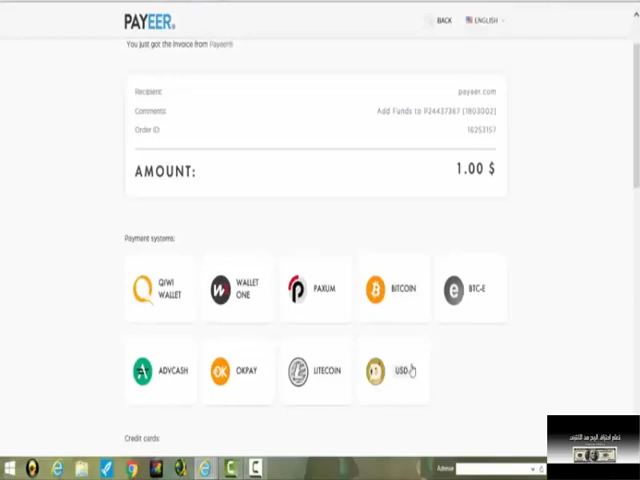 PAYEER
BACK
ENGLISH
You just got the Invoice from Payeer®
Recipient:
payeer.com
Comments:
Add Funds to P24437367 [1803002]
Order ID:
16253157
AMOUNT:
1.00 $
Payment systems:
QIWI WALLET
WALLET ONE
PAXUM
BITCOIN
BTC-E
ADVCASH
OKPAY
LITECOIN
USD
Credit cards:
Adresse